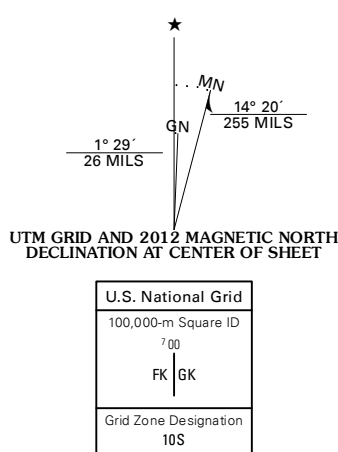 ★
MN
GN
14° 20´
255 MILS
1° 29´
26 MILS
UTM GRID AND 2012 MAGNETIC NORTH
DECLINATION AT CENTER OF SHEET
U.S. National Grid
100,000-m Square ID
7 00
FK GK
Grid Zone Designation
10S